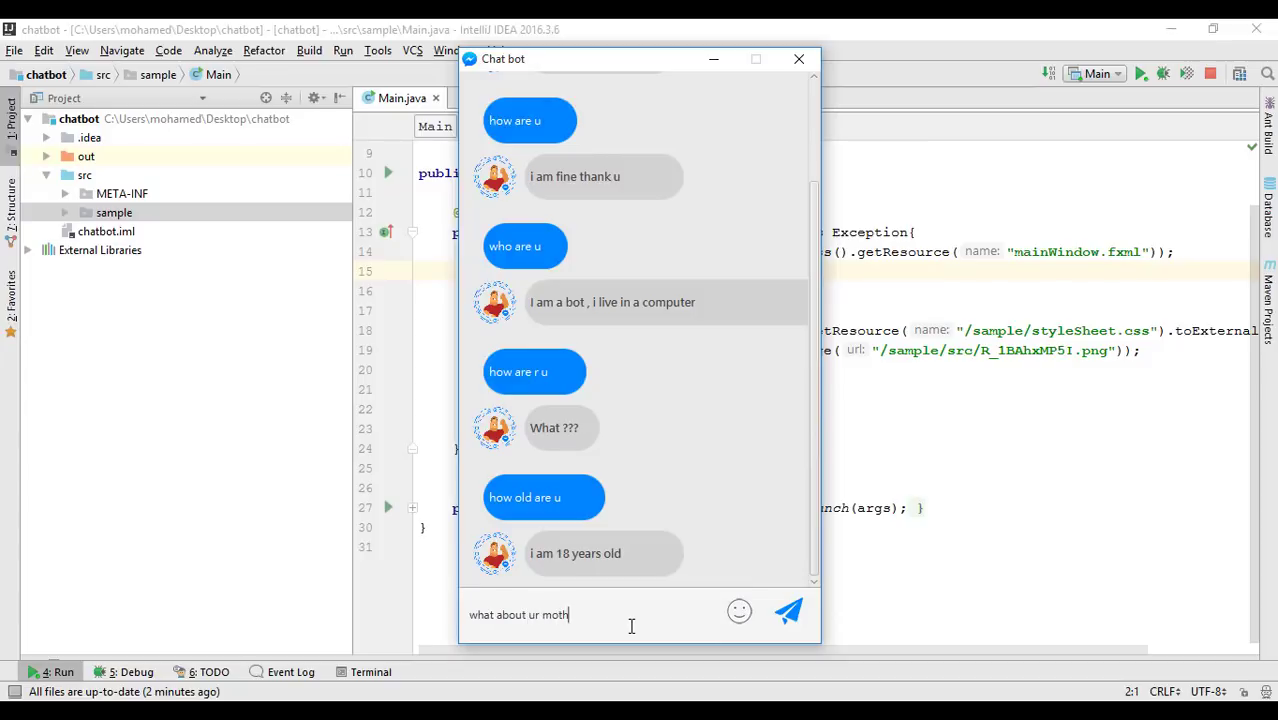 chatbot - [C:\Users\mohamed\Desktop\chatbot] - [chatbot] - ...\src\sample\Main.java - IntelliJ IDEA 2016.3.6
File Edit View Navigate Code Analyze Refactor Build Run Tools VCS Win
chatbot src sample Main
Main
Project
Main.java
1: Project
7: Structure
2: Favorites
chatbot C:\Users\mohamed\Desktop\chatbot
.idea
out
src
META-INF
sample
chatbot.iml
External Libraries
Main
9
10 publi
11
12 @
13 p s Exception{
14 ss().getResource( name: "mainWindow.fxml"));
15
16
17
18 etResource( name: "/sample/styleSheet.css").toExternal
19 e( url: "/sample/src/R_1BAhxMP5I.png"));
20
21
22
23
24 }
25
26
27 p nch(args); }
30 }
31
Chat bot
how are u
i am fine thank u
who are u
I am a bot , i live in a computer
how are r u
What ???
how old are u
i am 18 years old
what about ur moth
Ant Build
Database
Maven Projects
4: Run 5: Debug 6: TODO Event Log Terminal
All files are up-to-date (2 minutes ago)
2:1 CRLF÷ UTF-8÷